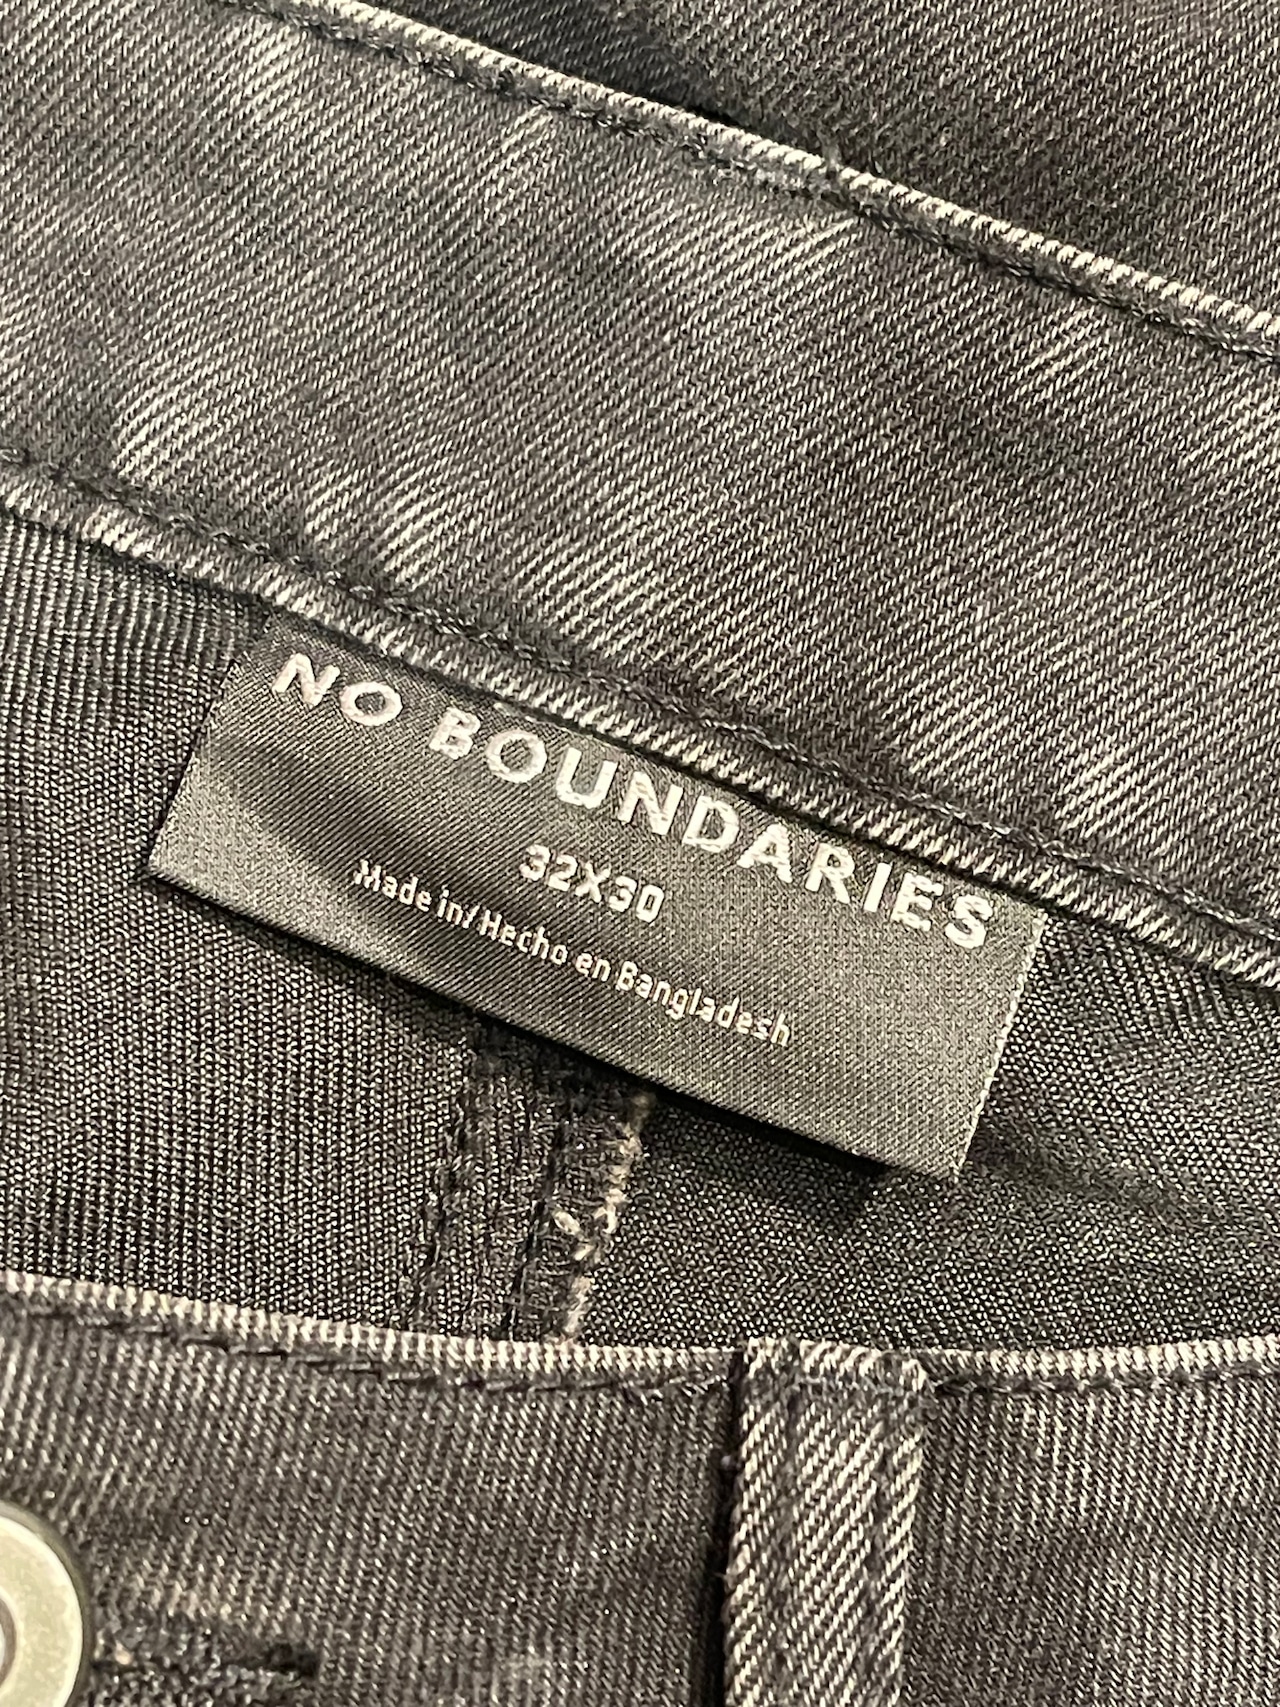 NO BOUNDARIES
32X30
Made in/Hecho en Bangladesh